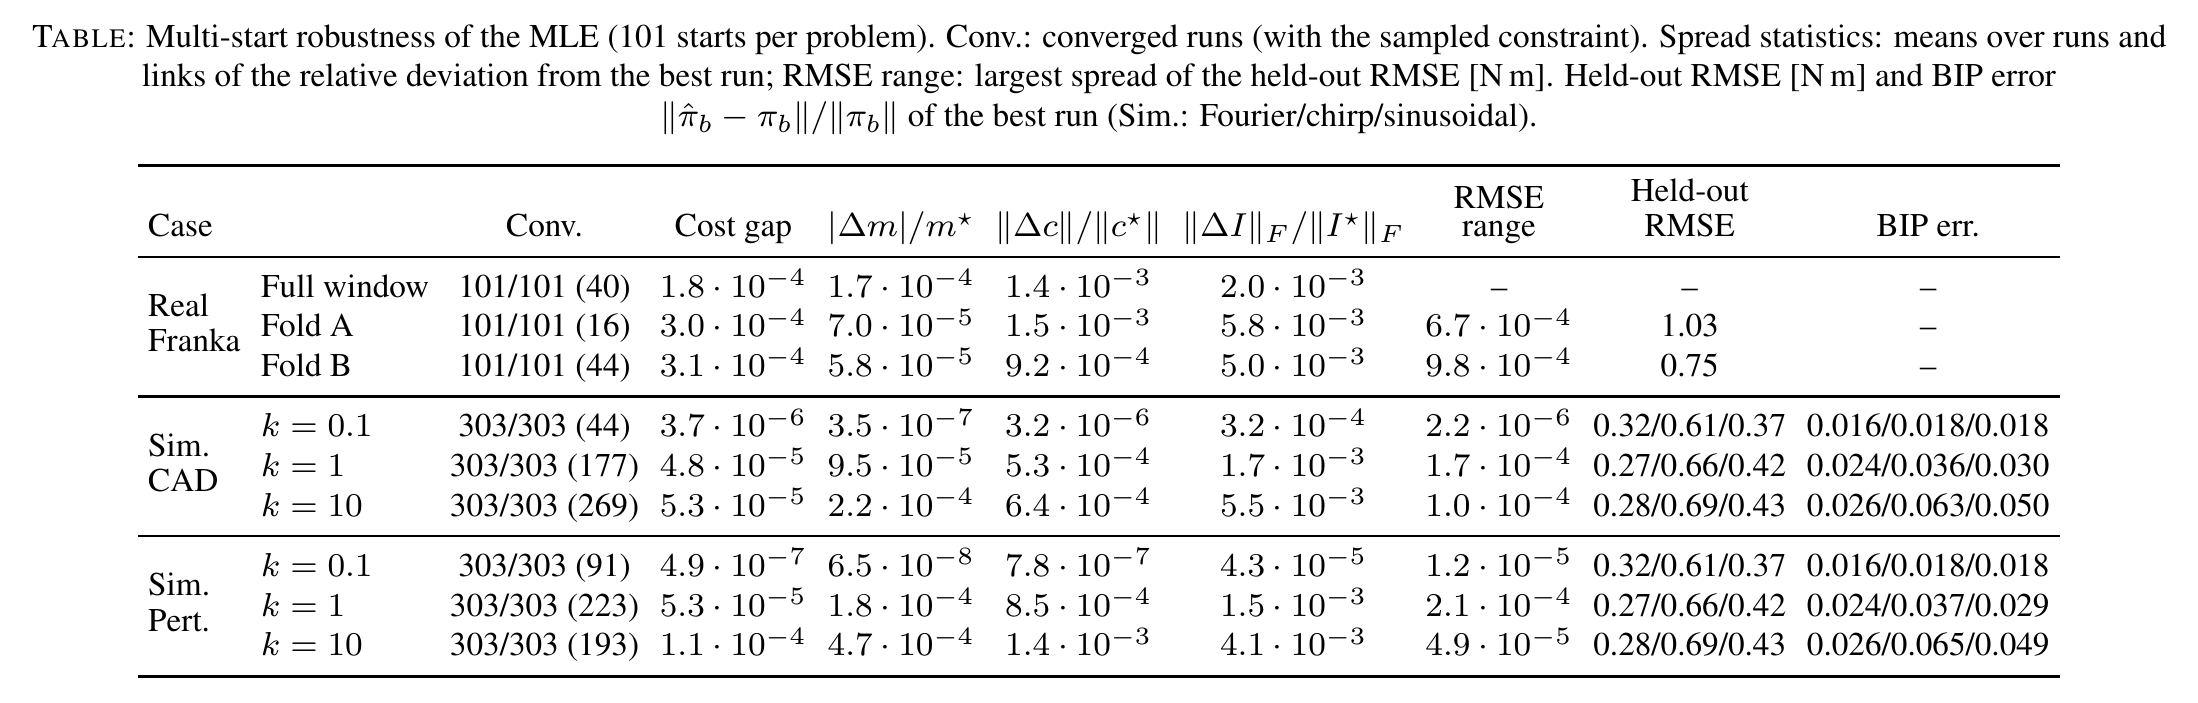 TABLE: Multi-start robustness of the MLE (101 starts per problem). Conv.: converged runs (with the sampled constraint). Spread statistics: means over runs and
links of the relative deviation from the best run; RMSE range: largest spread of the held-out RMSE [N m]. Held-out RMSE [N m] and BIP error
‖π̂_b − π_b‖/‖π_b‖ of the best run (Sim.: Fourier/chirp/sinusoidal).
Case Conv. Cost gap |Δm|/m⋆ ‖Δc‖/‖c⋆‖ ‖ΔI‖_F/‖I⋆‖_F RMSE range Held-out RMSE BIP err.
Real Franka
Full window 101/101 (40) 1.8 · 10⁻⁴ 1.7 · 10⁻⁴ 1.4 · 10⁻³ 2.0 · 10⁻³ – – –
Fold A 101/101 (16) 3.0 · 10⁻⁴ 7.0 · 10⁻⁵ 1.5 · 10⁻³ 5.8 · 10⁻³ 6.7 · 10⁻⁴ 1.03 –
Fold B 101/101 (44) 3.1 · 10⁻⁴ 5.8 · 10⁻⁵ 9.2 · 10⁻⁴ 5.0 · 10⁻³ 9.8 · 10⁻⁴ 0.75 –
Sim. CAD
k = 0.1 303/303 (44) 3.7 · 10⁻⁶ 3.5 · 10⁻⁷ 3.2 · 10⁻⁶ 3.2 · 10⁻⁴ 2.2 · 10⁻⁶ 0.32/0.61/0.37 0.016/0.018/0.018
k = 1 303/303 (177) 4.8 · 10⁻⁵ 9.5 · 10⁻⁵ 5.3 · 10⁻⁴ 1.7 · 10⁻³ 1.7 · 10⁻⁴ 0.27/0.66/0.42 0.024/0.036/0.030
k = 10 303/303 (269) 5.3 · 10⁻⁵ 2.2 · 10⁻⁴ 6.4 · 10⁻⁴ 5.5 · 10⁻³ 1.0 · 10⁻⁴ 0.28/0.69/0.43 0.026/0.063/0.050
Sim. Pert.
k = 0.1 303/303 (91) 4.9 · 10⁻⁷ 6.5 · 10⁻⁸ 7.8 · 10⁻⁷ 4.3 · 10⁻⁵ 1.2 · 10⁻⁵ 0.32/0.61/0.37 0.016/0.018/0.018
k = 1 303/303 (223) 5.3 · 10⁻⁵ 1.8 · 10⁻⁴ 8.5 · 10⁻⁴ 1.5 · 10⁻³ 2.1 · 10⁻⁴ 0.27/0.66/0.42 0.024/0.037/0.029
k = 10 303/303 (193) 1.1 · 10⁻⁴ 4.7 · 10⁻⁴ 1.4 · 10⁻³ 4.1 · 10⁻³ 4.9 · 10⁻⁵ 0.28/0.69/0.43 0.026/0.065/0.049